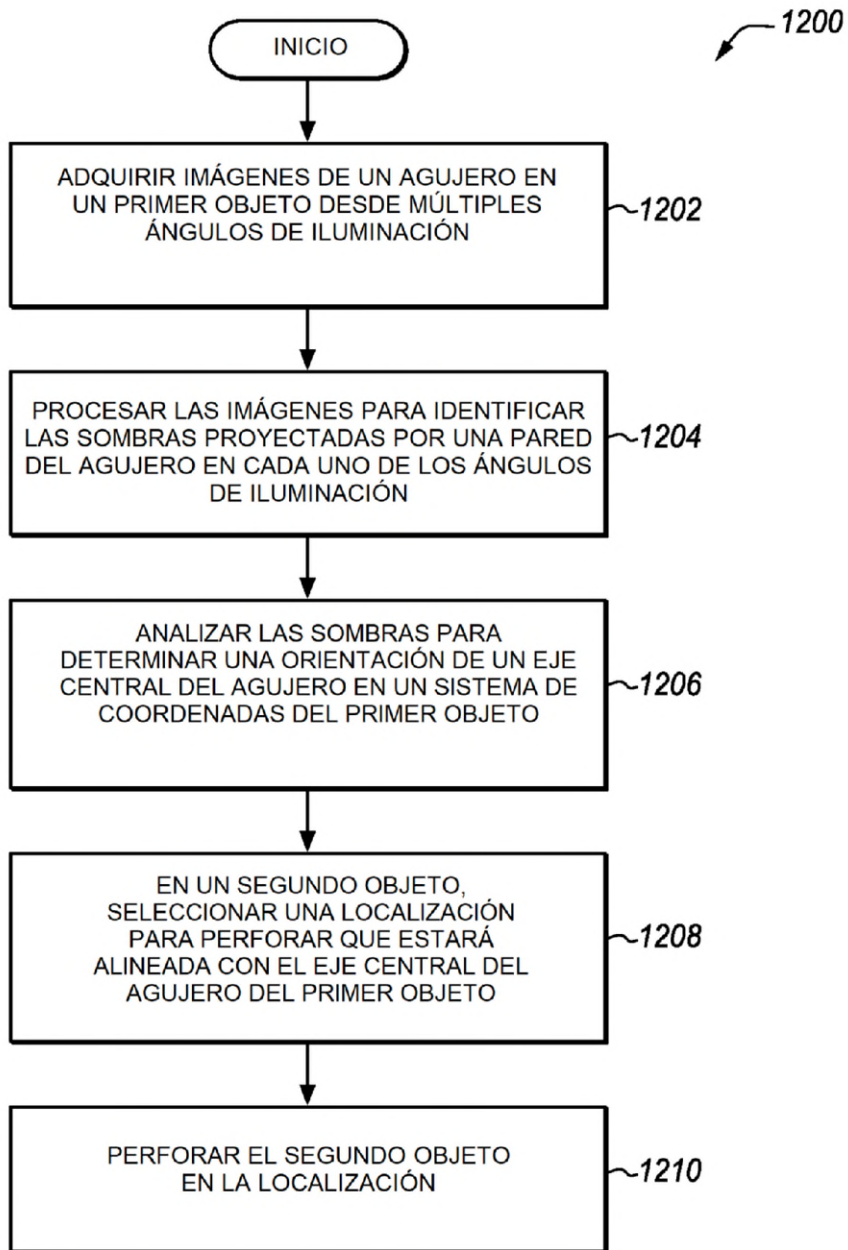 INICIO
1200
ADQUIRIR IMÁGENES DE UN AGUJERO EN
UN PRIMER OBJETO DESDE MÚLTIPLES
ÁNGULOS DE ILUMINACIÓN
1202
PROCESAR LAS IMÁGENES PARA IDENTIFICAR
LAS SOMBRAS PROYECTADAS POR UNA PARED
DEL AGUJERO EN CADA UNO DE LOS ÁNGULOS
DE ILUMINACIÓN
1204
ANALIZAR LAS SOMBRAS PARA
DETERMINAR UNA ORIENTACIÓN DE UN EJE
CENTRAL DEL AGUJERO EN UN SISTEMA DE
COORDENADAS DEL PRIMER OBJETO
1206
EN UN SEGUNDO OBJETO,
SELECCIONAR UNA LOCALIZACIÓN
PARA PERFORAR QUE ESTARÁ
ALINEADA CON EL EJE CENTRAL DEL
AGUJERO DEL PRIMER OBJETO
1208
PERFORAR EL SEGUNDO OBJETO
EN LA LOCALIZACIÓN
1210